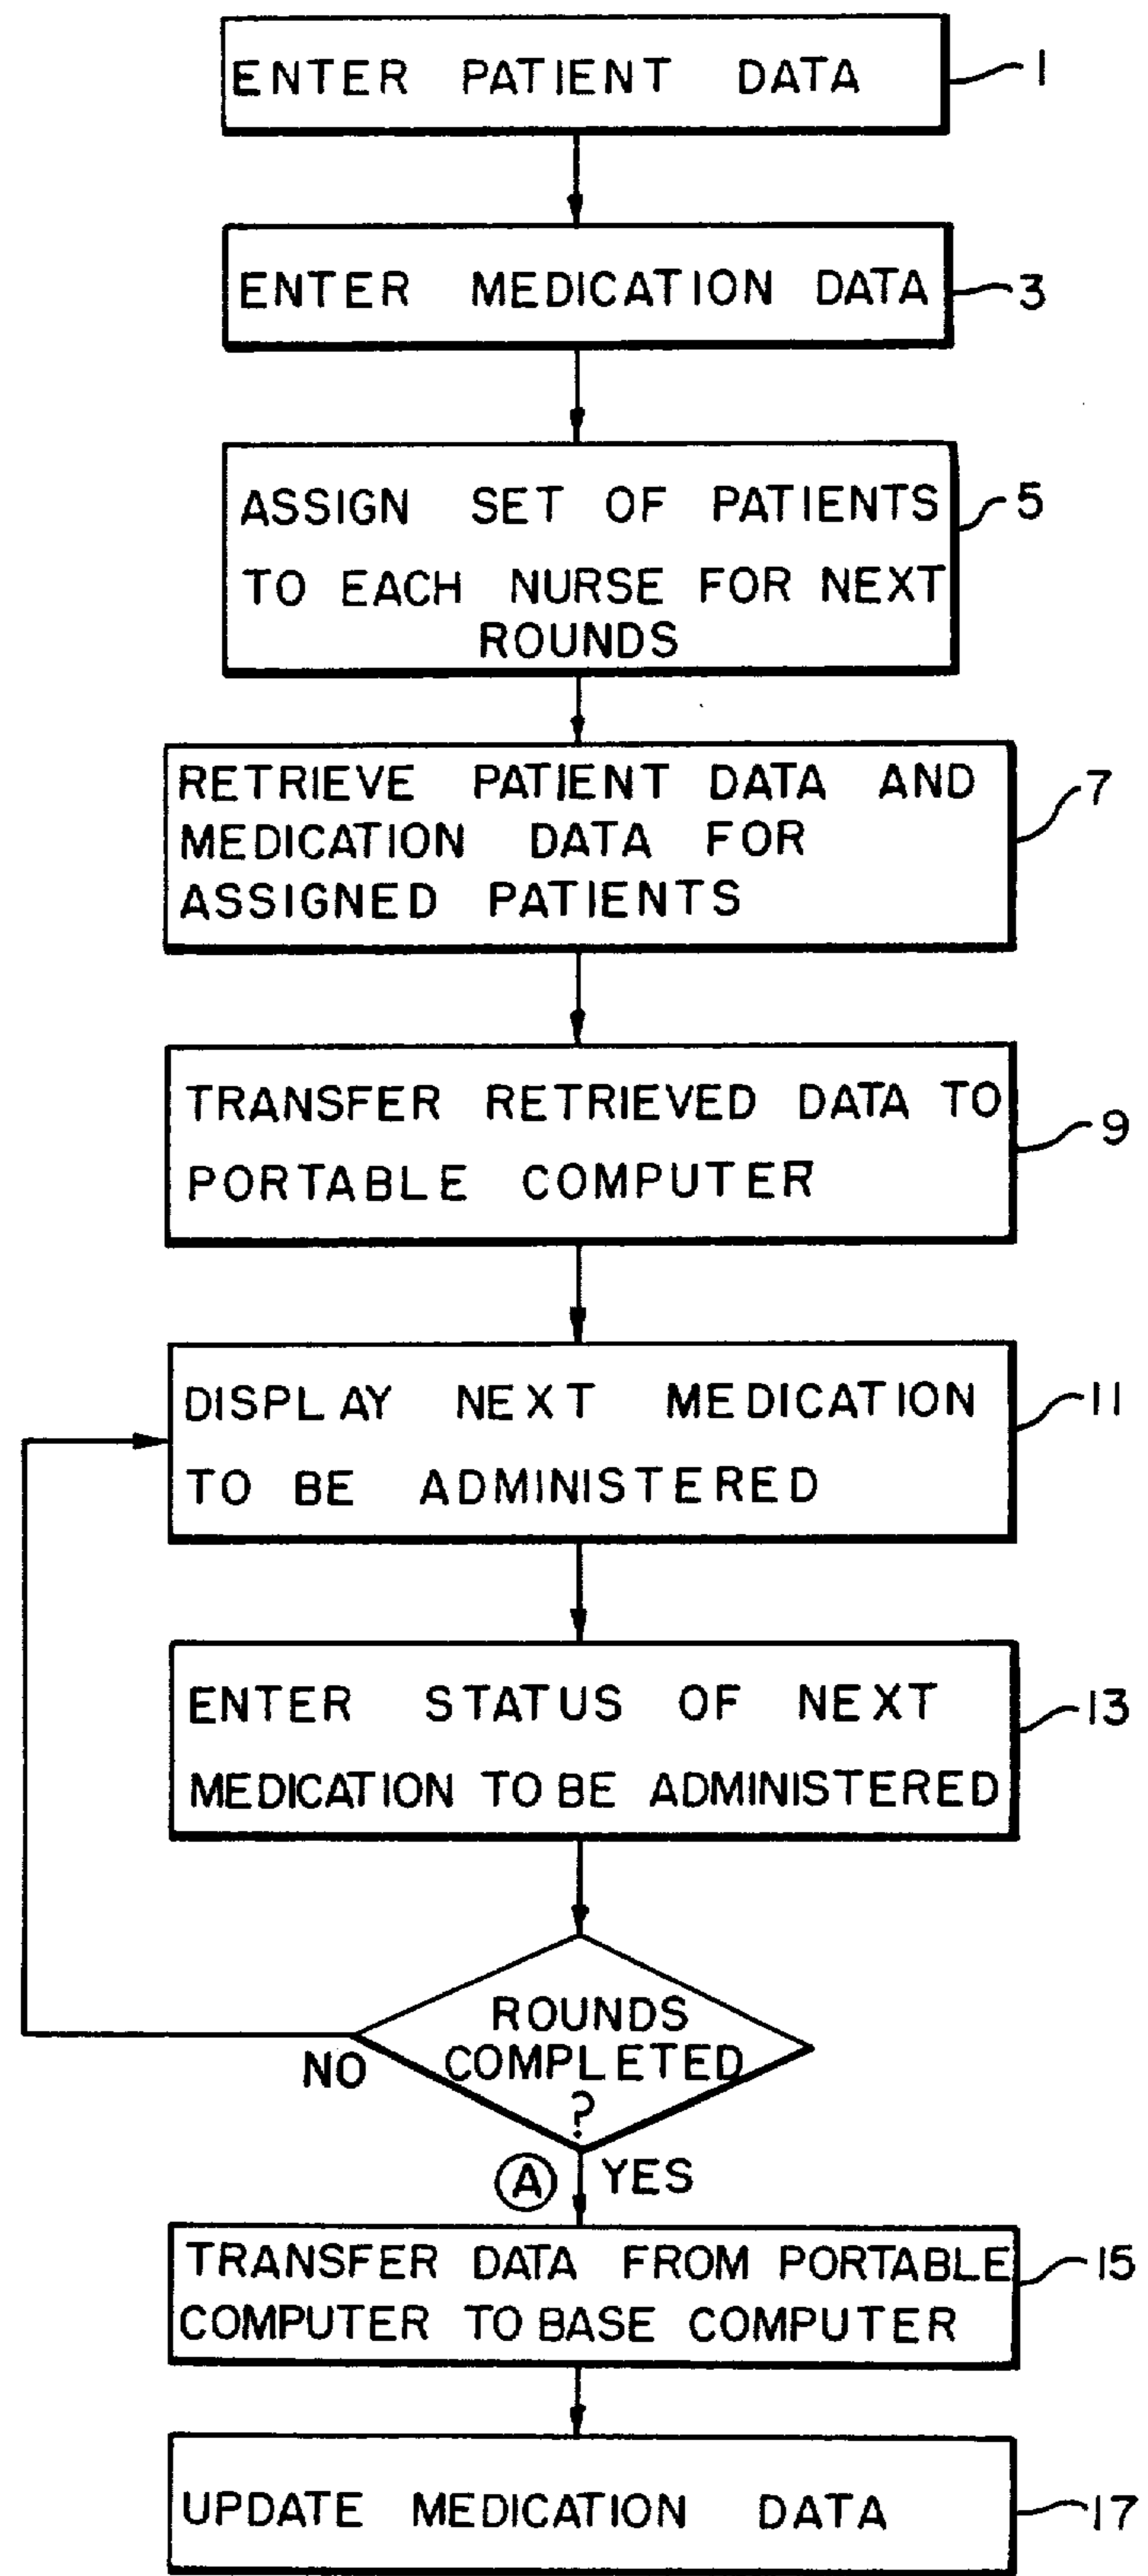 ENTER PATIENT DATA
1
ENTER MEDICATION DATA
3
ASSIGN SET OF PATIENTS
TO EACH NURSE FOR NEXT
ROUNDS
5
RETRIEVE PATIENT DATA AND
MEDICATION DATA FOR
ASSIGNED PATIENTS
7
TRANSFER RETRIEVED DATA TO
PORTABLE COMPUTER
9
DISPLAY NEXT MEDICATION
TO BE ADMINISTERED
11
ENTER STATUS OF NEXT
MEDICATION TO BE ADMINISTERED
13
ROUNDS
COMPLETED
?
NO
A YES
TRANSFER DATA FROM PORTABLE
COMPUTER TO BASE COMPUTER
15
UPDATE MEDICATION DATA
17